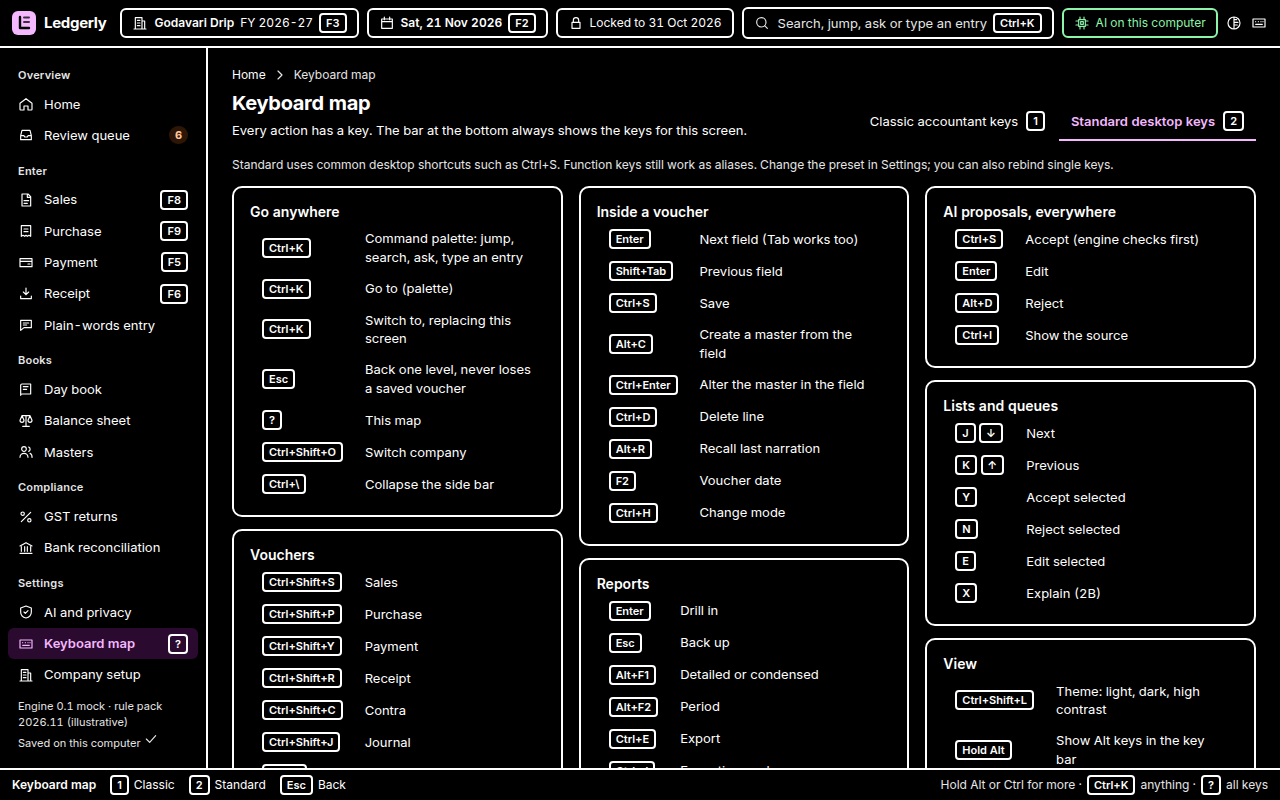 Ledgerly
Godavari Drip FY 2026-27 F3
Sat, 21 Nov 2026 F2
Locked to 31 Oct 2026
Search, jump, ask or type an entry Ctrl+K
AI on this computer
Overview
Home
Review queue 6
Enter
Sales F8
Purchase F9
Payment F5
Receipt F6
Plain-words entry
Books
Day book
Balance sheet
Masters
Compliance
GST returns
Bank reconciliation
Settings
AI and privacy
Keyboard map ?
Company setup
Engine 0.1 mock · rule pack
2026.11 (illustrative)
Saved on this computer
Home > Keyboard map
Keyboard map
Every action has a key. The bar at the bottom always shows the keys for this screen.
Classic accountant keys 1
Standard desktop keys 2
Standard uses common desktop shortcuts such as Ctrl+S. Function keys still work as aliases. Change the preset in Settings; you can also rebind single keys.
Go anywhere
Ctrl+K Command palette: jump,
search, ask, type an entry
Ctrl+K Go to (palette)
Ctrl+K Switch to, replacing this
screen
Esc Back one level, never loses
a saved voucher
? This map
Ctrl+Shift+O Switch company
Ctrl+\ Collapse the side bar
Vouchers
Ctrl+Shift+S Sales
Ctrl+Shift+P Purchase
Ctrl+Shift+Y Payment
Ctrl+Shift+R Receipt
Ctrl+Shift+C Contra
Ctrl+Shift+J Journal
Inside a voucher
Enter Next field (Tab works too)
Shift+Tab Previous field
Ctrl+S Save
Alt+C Create a master from the
field
Ctrl+Enter Alter the master in the field
Ctrl+D Delete line
Alt+R Recall last narration
F2 Voucher date
Ctrl+H Change mode
Reports
Enter Drill in
Esc Back up
Alt+F1 Detailed or condensed
Alt+F2 Period
Ctrl+E Export
AI proposals, everywhere
Ctrl+S Accept (engine checks first)
Enter Edit
Alt+D Reject
Ctrl+I Show the source
Lists and queues
J ↓ Next
K ↑ Previous
Y Accept selected
N Reject selected
E Edit selected
X Explain (2B)
View
Ctrl+Shift+L Theme: light, dark, high
contrast
Hold Alt Show Alt keys in the key
bar
Keyboard map 1 Classic 2 Standard Esc Back
Hold Alt or Ctrl for more · Ctrl+K anything · ? all keys